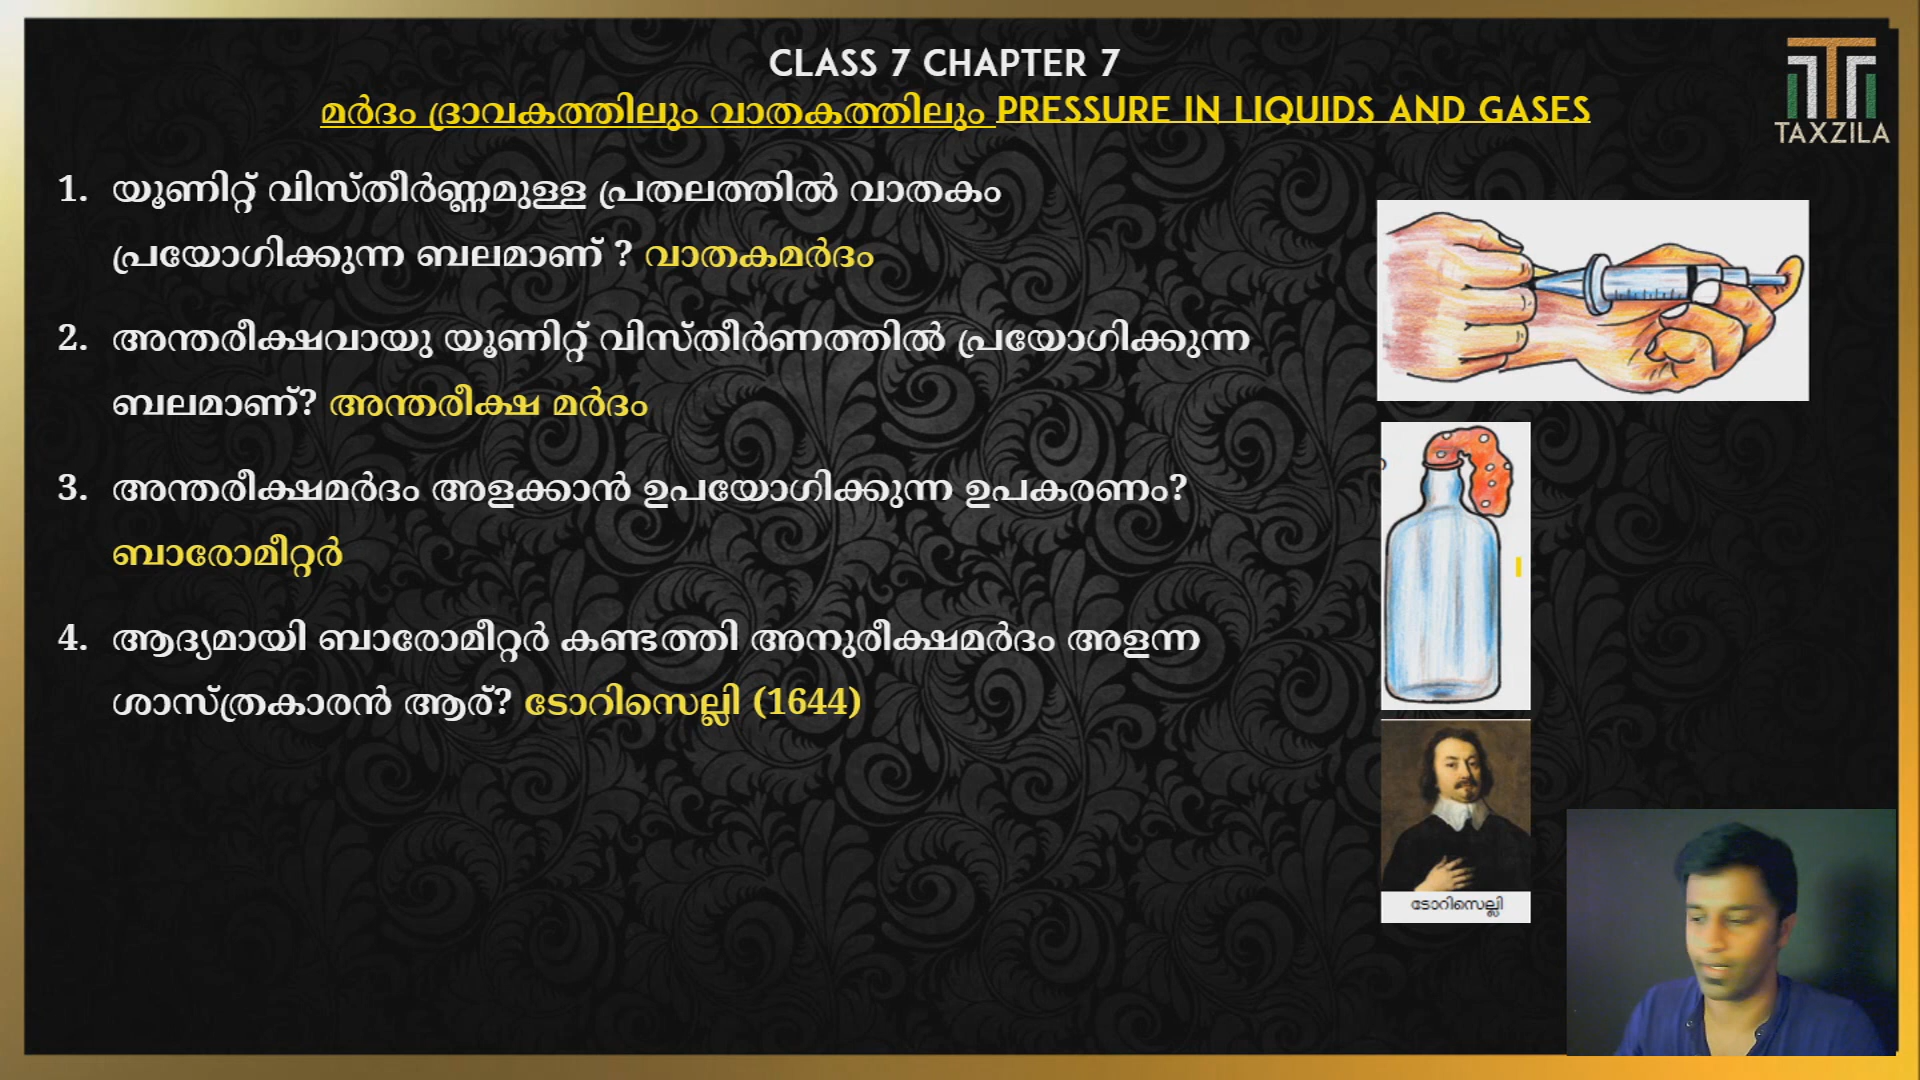 CLASS 7 CHAPTER 7
മർദം ദ്രാവകത്തിലും വാതകത്തിലും PRESSURE IN LIQUIDS AND GASES
TAXZILA
1. യൂണിറ്റ് വിസ്തീർണ്ണമുള്ള പ്രതലത്തിൽ വാതകം
പ്രയോഗിക്കുന്ന ബലമാണ് ? വാതകമർദം
2. അന്തരീക്ഷവായു യൂണിറ്റ് വിസ്തീർണത്തിൽ പ്രയോഗിക്കുന്ന
ബലമാണ്? അന്തരീക്ഷ മർദം
3. അന്തരീക്ഷമർദം അളക്കാൻ ഉപയോഗിക്കുന്ന ഉപകരണം?
ബാരോമീറ്റർ
4. ആദ്യമായി ബാരോമീറ്റർ കണ്ടത്തി അനുരീക്ഷമർദം അളന്ന
ശാസ്ത്രകാരൻ ആര്? ടോറിസെല്ലി (1644)
ടോറിസെല്ലി